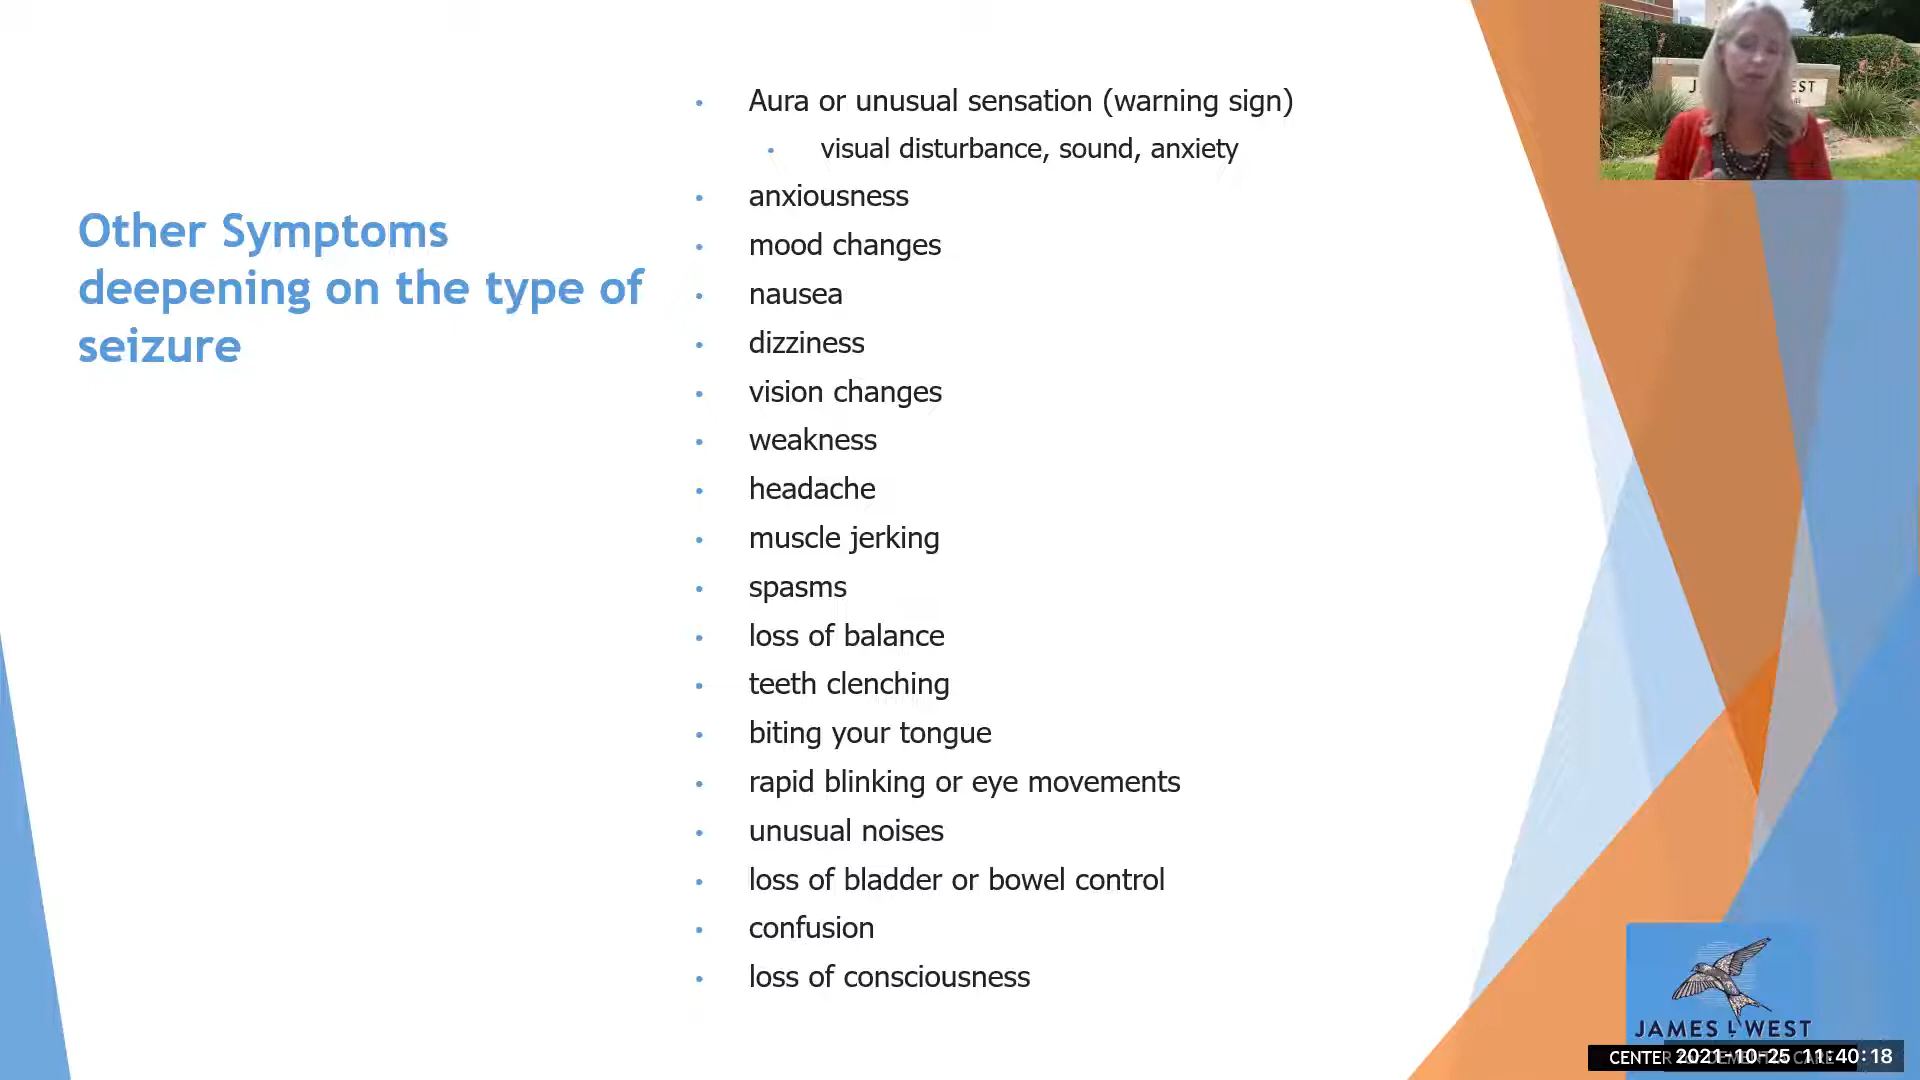 Other Symptoms
deepening on the type of
seizure
• Aura or unusual sensation (warning sign)
• visual disturbance, sound, anxiety
• anxiousness
• mood changes
• nausea
• dizziness
• vision changes
• weakness
• headache
• muscle jerking
• spasms
• loss of balance
• teeth clenching
• biting your tongue
• rapid blinking or eye movements
• unusual noises
• loss of bladder or bowel control
• confusion
• loss of consciousness
JAMES L WEST
CENTER
2021-10-25 11:40:18